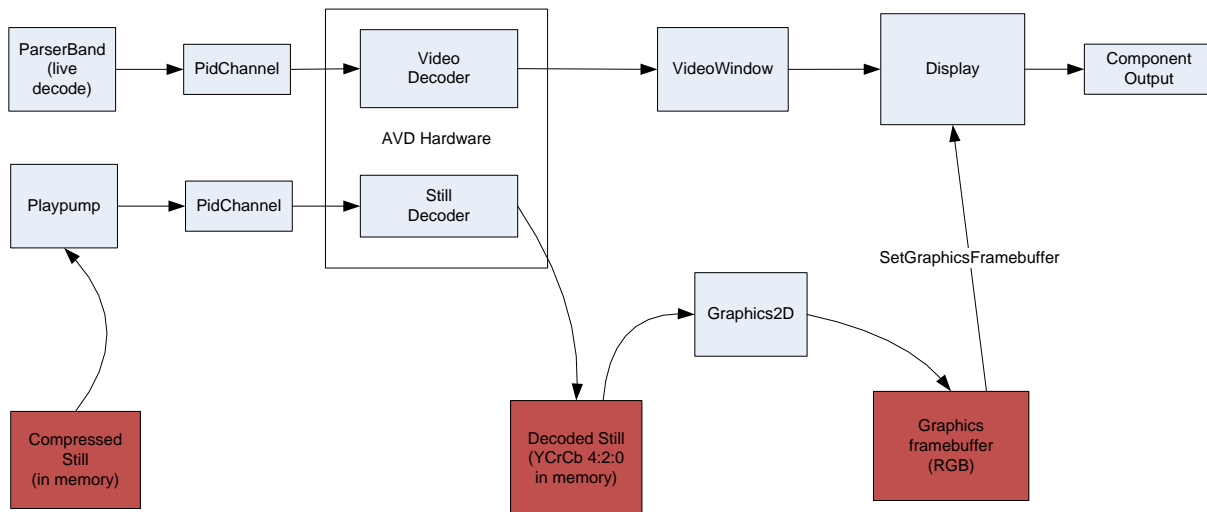 ParserBand
(live
decode)
PidChannel
Video
Decoder
VideoWindow
Display
Component
Output
AVD Hardware
Playpump
PidChannel
Still
Decoder
SetGraphicsFramebuffer
Graphics2D
Compressed
Still
(in memory)
Decoded Still
(YCrCb 4:2:0
in memory)
Graphics
framebuffer
(RGB)